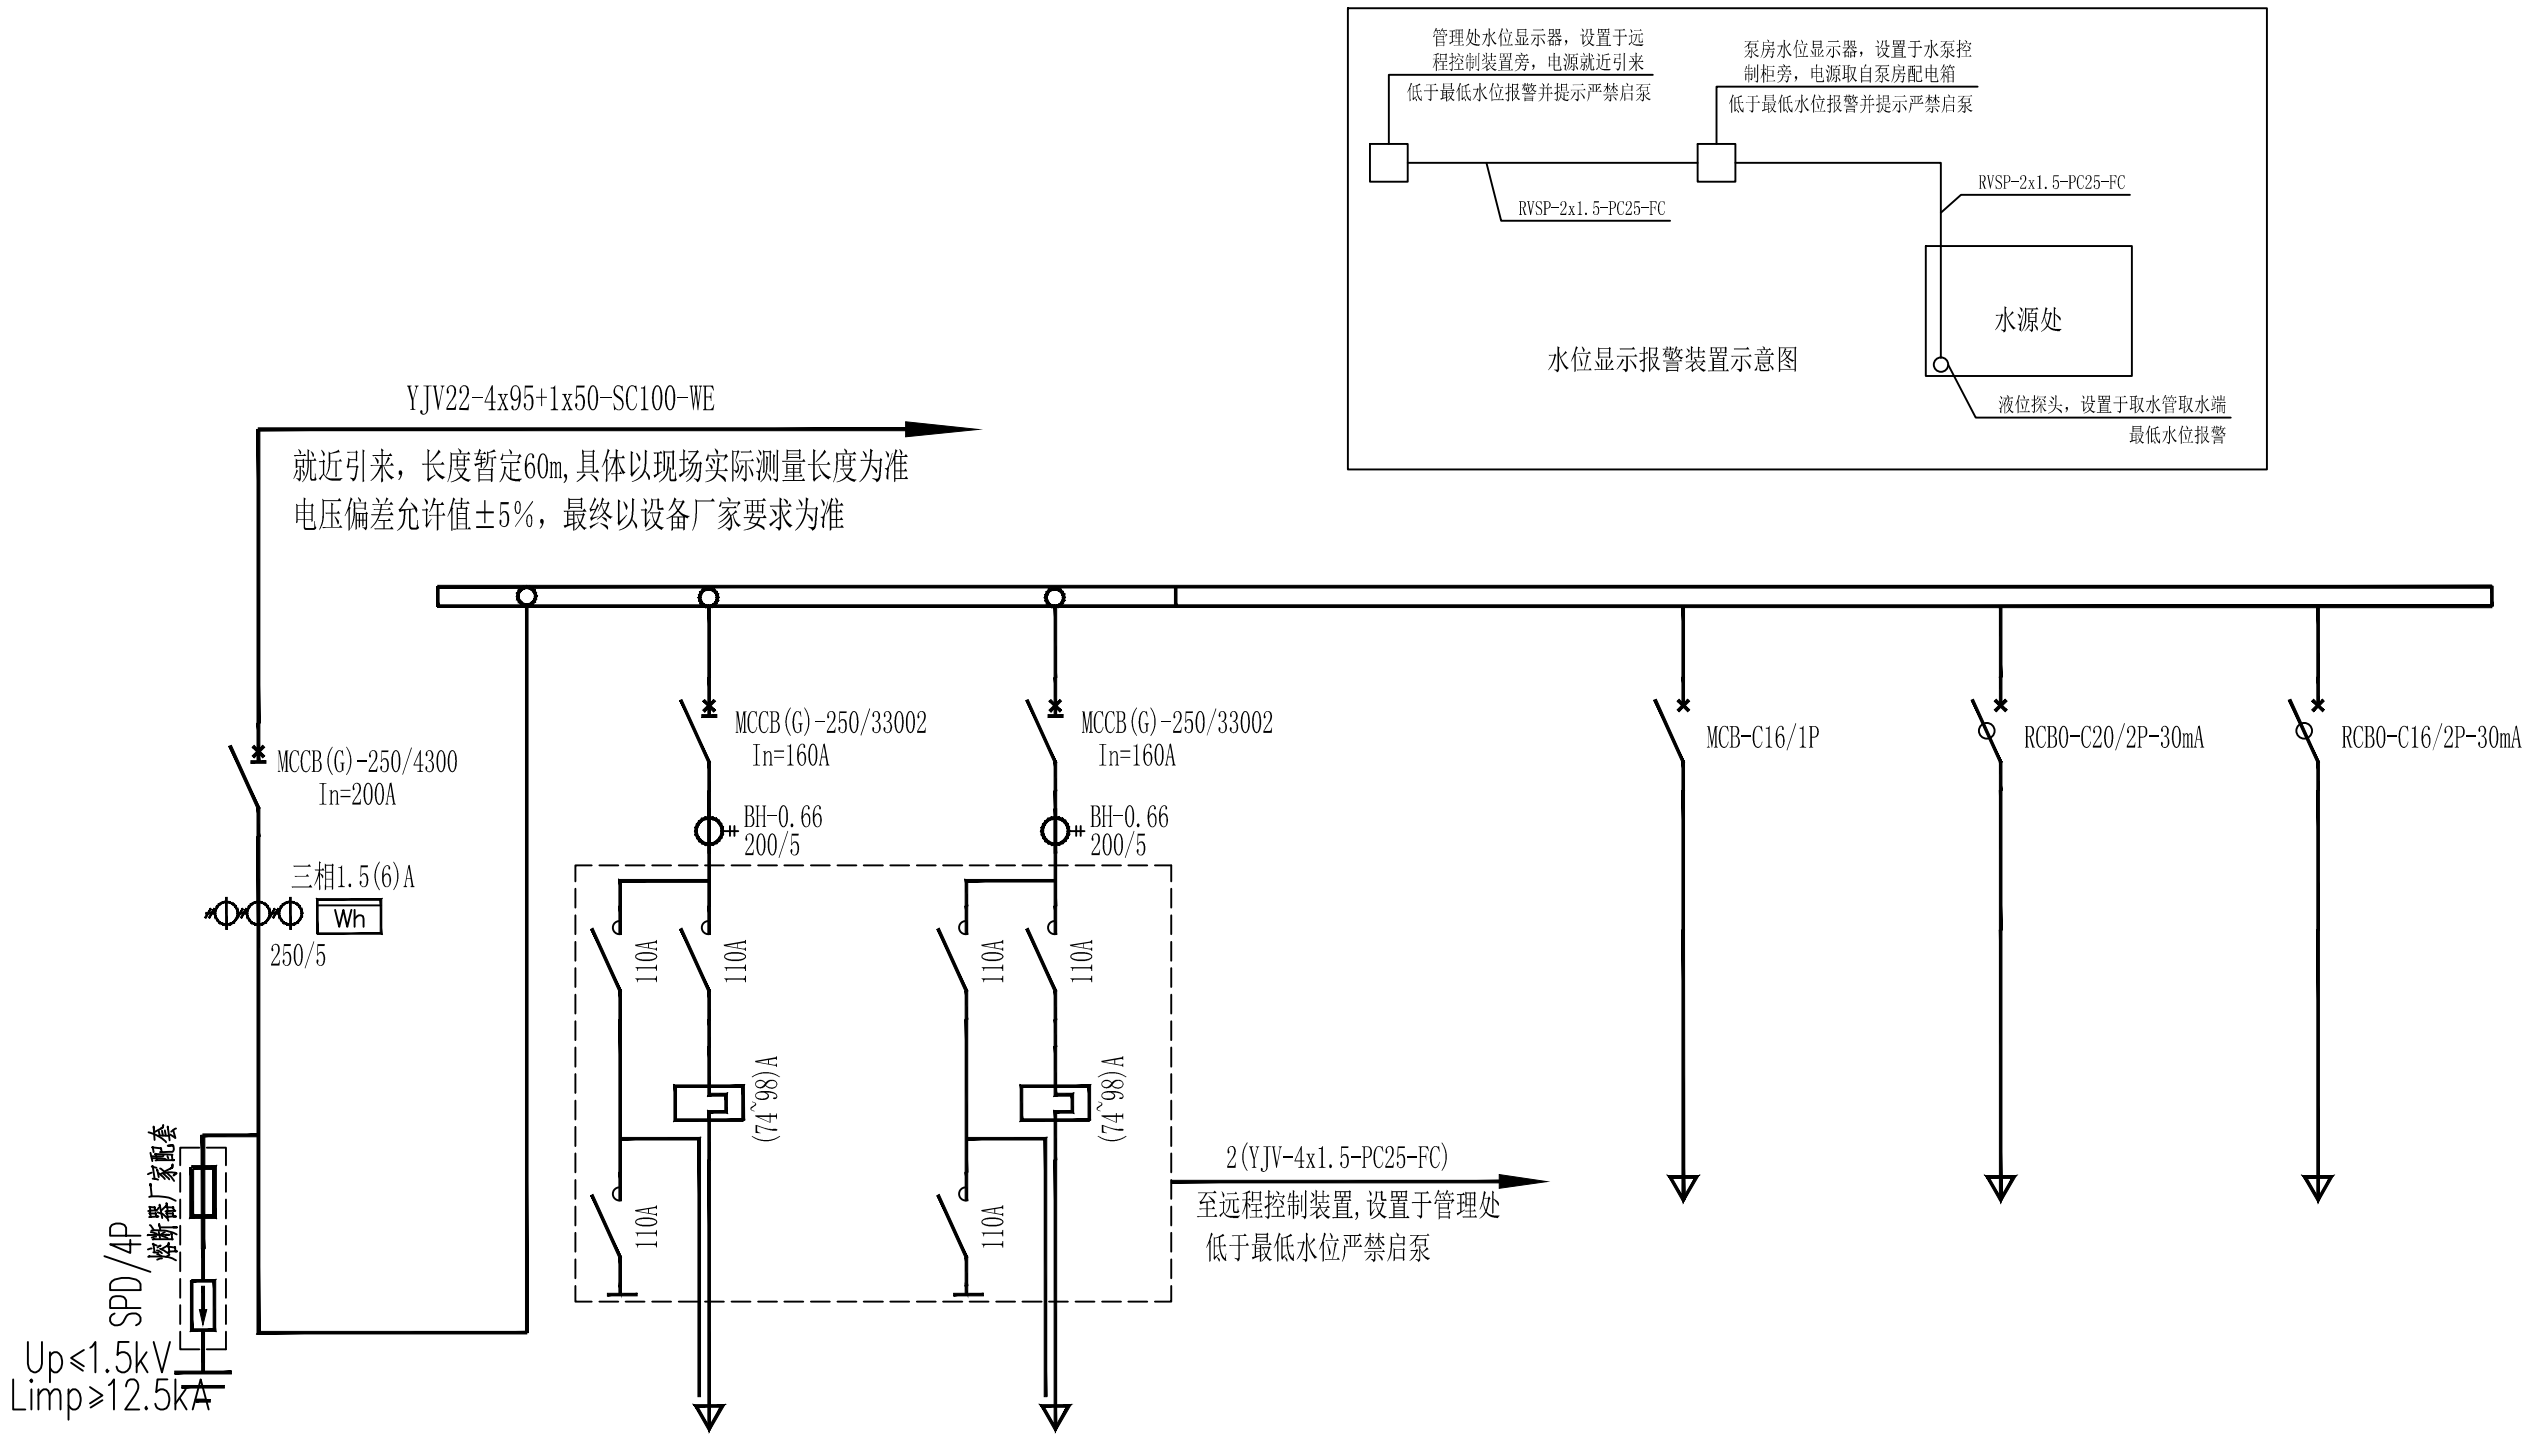 管理处水位显示器，设置于远
程控制装置旁，电源就近引来
低于最低水位报警并提示严禁启泵
泵房水位显示器，设置于水泵控
制柜旁，电源取自泵房配电箱
低于最低水位报警并提示严禁启泵
RVSP-2x1.5-PC25-FC
RVSP-2x1.5-PC25-FC
水源处
水位显示报警装置示意图
液位探头，设置于取水管取水端
最低水位报警
YJV22-4x95+1x50-SC100-WE
就近引来，长度暂定60m,具体以现场实际测量长度为准
电压偏差允许值±5%，最终以设备厂家要求为准
MCCB(G)-250/4300
In=200A
三相1.5(6)A
Wh
250/5
MCCB(G)-250/33002
In=160A
BH-0.66
200/5
110A
110A
(74~98)A
110A
MCCB(G)-250/33002
In=160A
BH-0.66
200/5
110A
110A
(74~98)A
110A
MCB-C16/1P
RCBO-C20/2P-30mA
RCBO-C16/2P-30mA
2(YJV-4x1.5-PC25-FC)
至远程控制装置,设置于管理处
低于最低水位严禁启泵
熔断器厂家配套
SPD/4P
Up≤1.5kV
Limp≥12.5kA